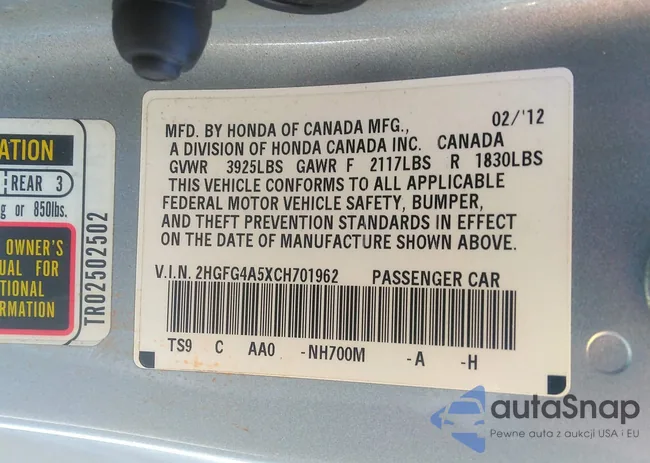 ATION
REAR 3
g or 850lbs.
OWNER'S
UAL FOR
TIONAL
FORMATION
TR02502502
02/'12
MFD. BY HONDA OF CANADA MFG.,
A DIVISION OF HONDA CANADA INC. CANADA
GVWR 3925LBS GAWR F 2117LBS R 1830LBS
THIS VEHICLE CONFORMS TO ALL APPLICABLE
FEDERAL MOTOR VEHICLE SAFETY, BUMPER,
AND THEFT PREVENTION STANDARDS IN EFFECT
ON THE DATE OF MANUFACTURE SHOWN ABOVE.
V.I.N. 2HGFG4A5XCH701962 PASSENGER CAR
TS9 C AA0 -NH700M -A -H
autaSnap
Pewne auta z aukcji USA i EU